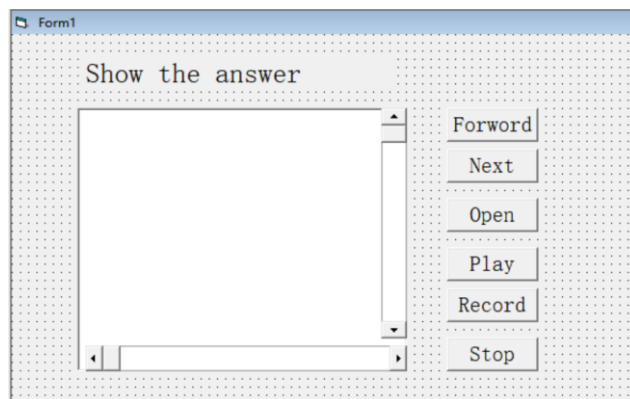 Form1
Show the answer
Forword
Next
Open
Play
Record
Stop